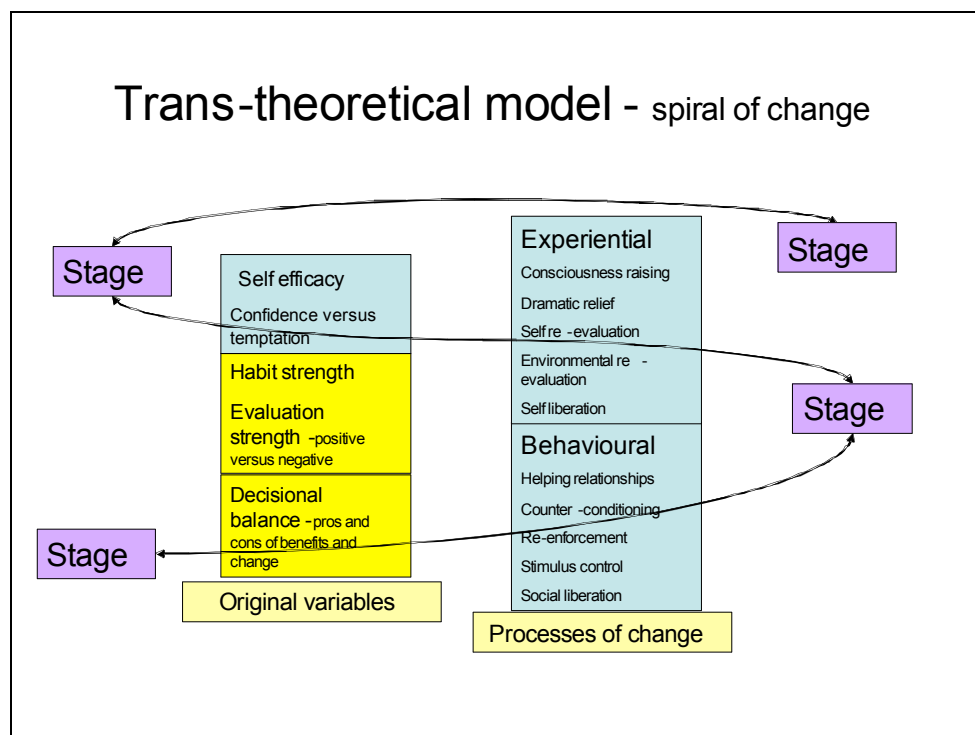 Trans-theoretical model - spiral of change
Stage
Self efficacy
Confidence versus
temptation
Habit strength
Evaluation
strength -positive
versus negative
Decisional
balance -pros and
cons of benefits and
change
Original variables
Experiential
Consciousness raising
Dramatic relief
Self re -evaluation
Environmental re -
evaluation
Self liberation
Behavioural
Helping relationships
Counter -conditioning
Re-enforcement
Stimulus control
Social liberation
Processes of change
Stage
Stage
Stage